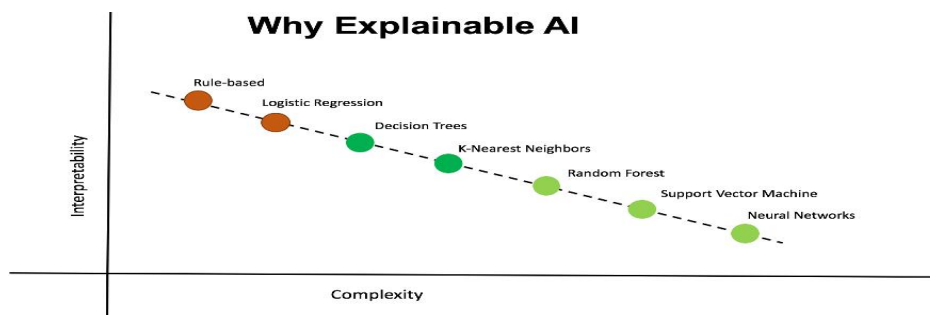 Why Explainable AI
Rule-based
Logistic Regression
Decision Trees
K-Nearest Neighbors
Random Forest
Support Vector Machine
Neural Networks
Interpretability
Complexity